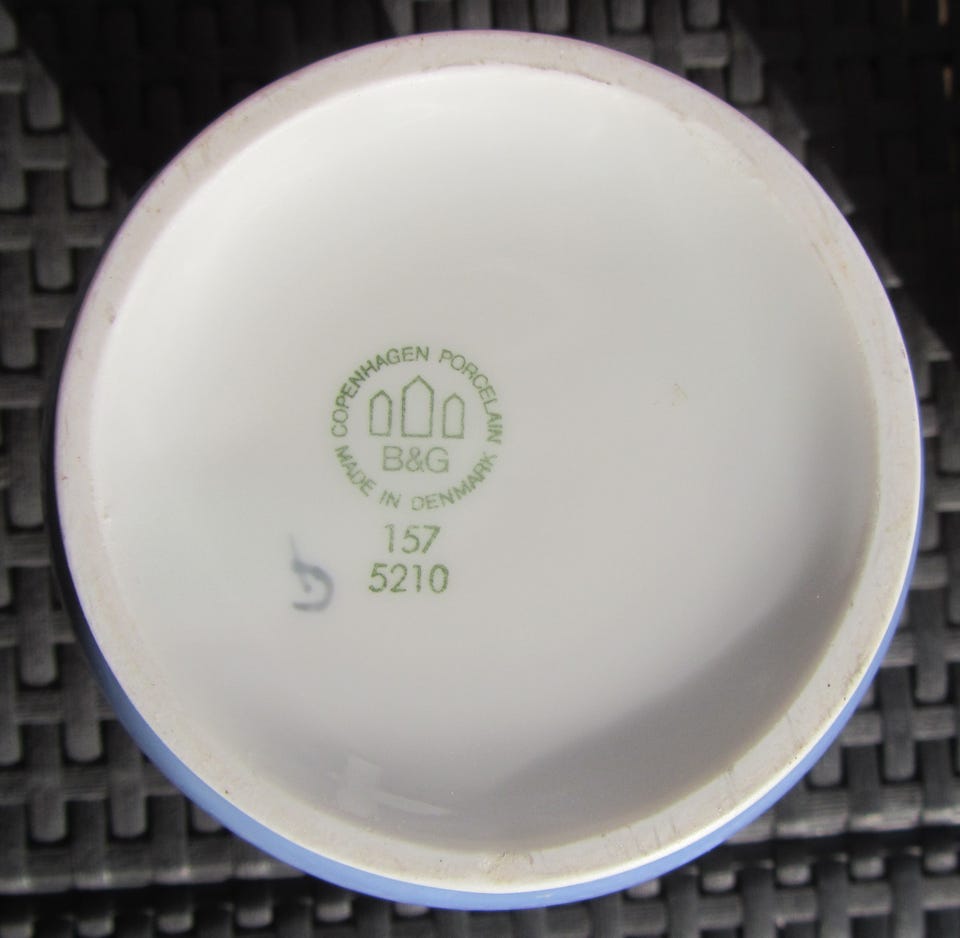 COPENHAGEN PORCELAIN
B&G
MADE IN DENMARK
157
5210